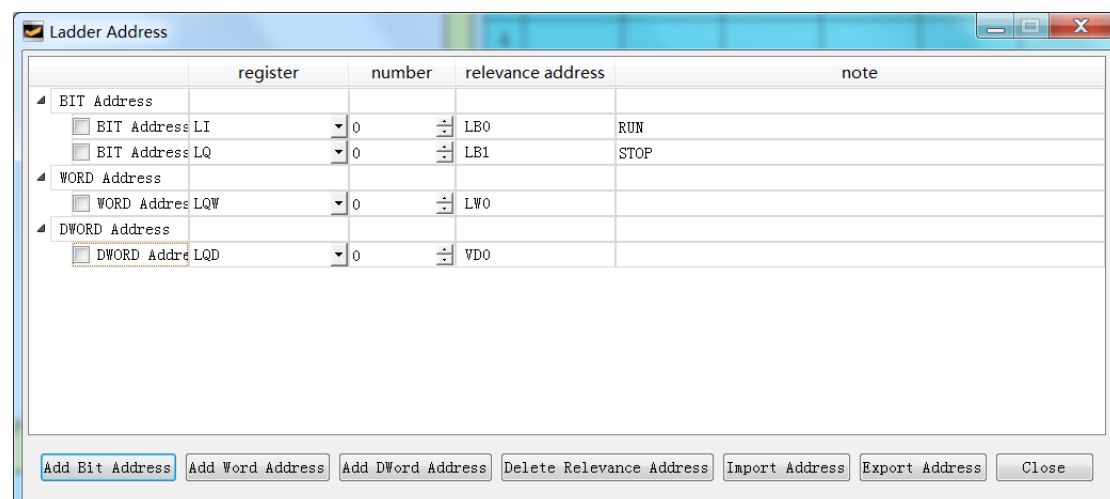 Ladder Address
register number relevance address note
BIT Address
BIT Address LI 0 LB0 RUN
BIT Address LQ 0 LB1 STOP
WORD Address
WORD Addres LQW 0 LW0
DWORD Address
DWORD Addre LQD 0 VD0
Add Bit Address Add Word Address Add DWord Address Delete Relevance Address Import Address Export Address Close